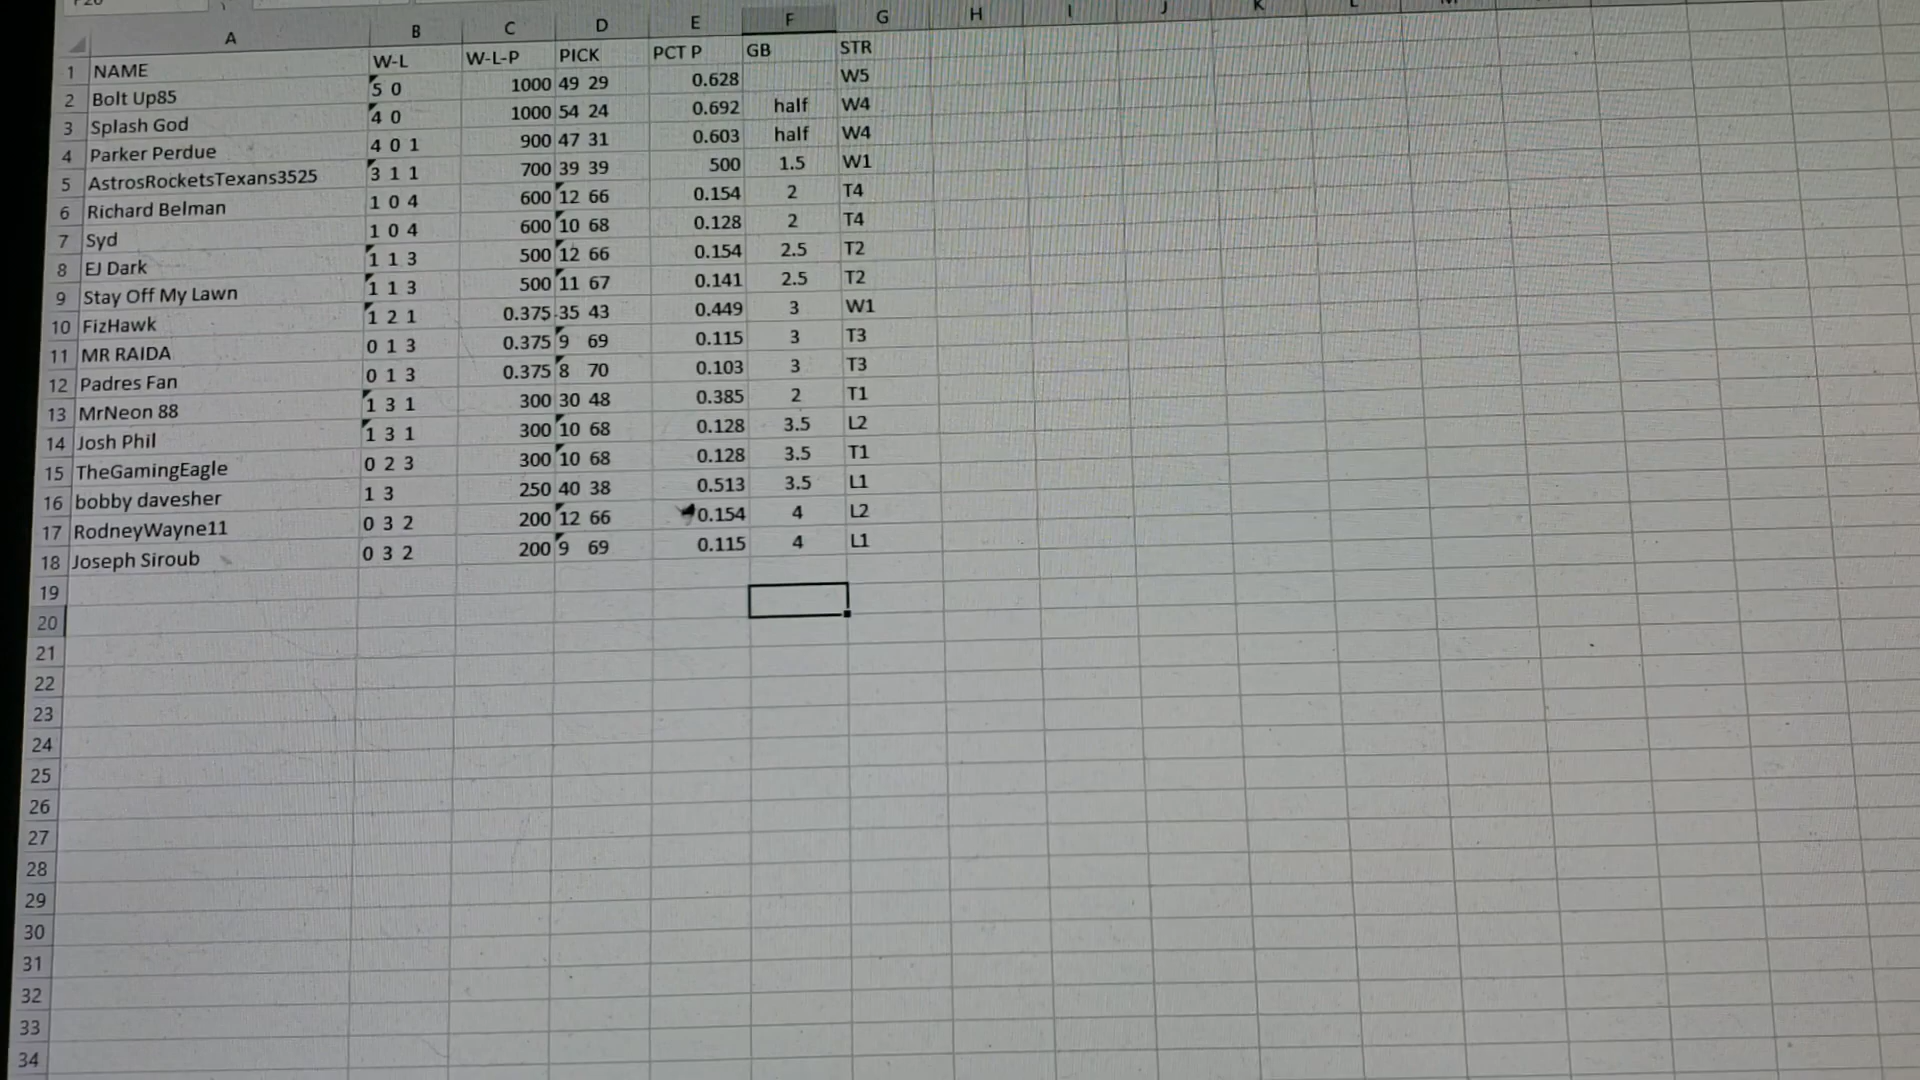 A B C D E F G H I J K L M
1 NAME W-L W-L-P PICK PCT P GB STR
2 Bolt Up85 5 0 1000 49 29 0.628 W5
3 Splash God 4 0 1000 54 24 0.692 half W4
4 Parker Perdue 4 0 1 900 47 31 0.603 half W4
5 AstrosRocketsTexans3525 3 1 1 700 39 39 500 1.5 W1
6 Richard Belman 1 0 4 600 12 66 0.154 2 T4
7 Syd 1 0 4 600 10 68 0.128 2 T4
8 EJ Dark 1 1 3 500 12 66 0.154 2.5 T2
9 Stay Off My Lawn 1 1 3 500 11 67 0.141 2.5 T2
10 FizHawk 1 2 1 0.375 35 43 0.449 3 W1
11 MR RAIDA 0 1 3 0.375 9 69 0.115 3 T3
12 Padres Fan 0 1 3 0.375 8 70 0.103 3 T3
13 MrNeon 88 1 3 1 300 30 48 0.385 2 T1
14 Josh Phil 1 3 1 300 10 68 0.128 3.5 L2
15 TheGamingEagle 0 2 3 300 10 68 0.128 3.5 T1
16 bobby davesher 1 3 250 40 38 0.513 3.5 L1
17 RodneyWayne11 0 3 2 200 12 66 0.154 4 L2
18 Joseph Siroub 0 3 2 200 9 69 0.115 4 L1
19
20
21
22
23
24
25
26
27
28
29
30
31
32
33
34